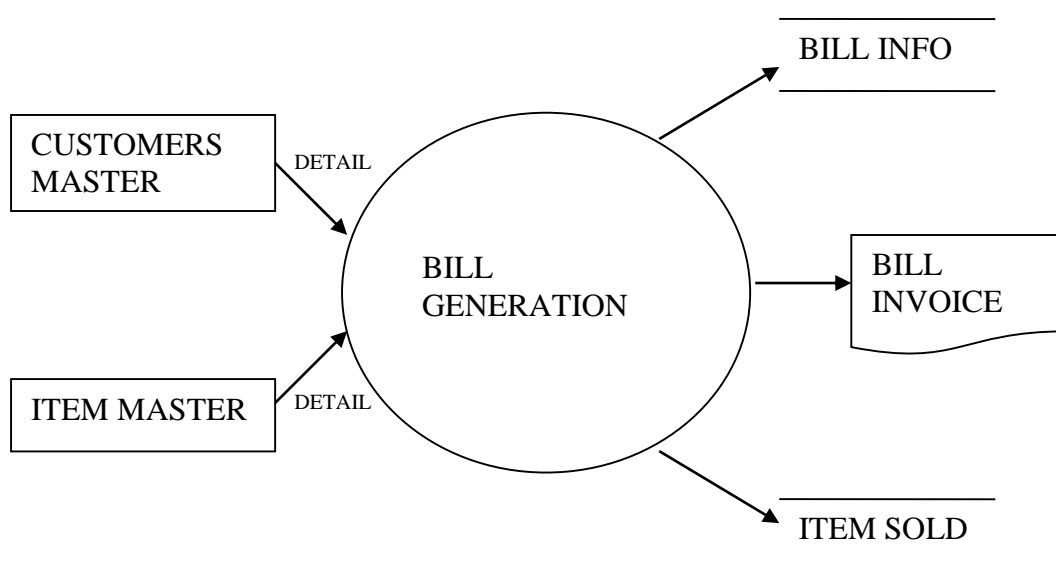 BILL INFO
CUSTOMERS
MASTER
DETAIL
BILL
GENERATION
BILL
INVOICE
ITEM MASTER
DETAIL
ITEM SOLD